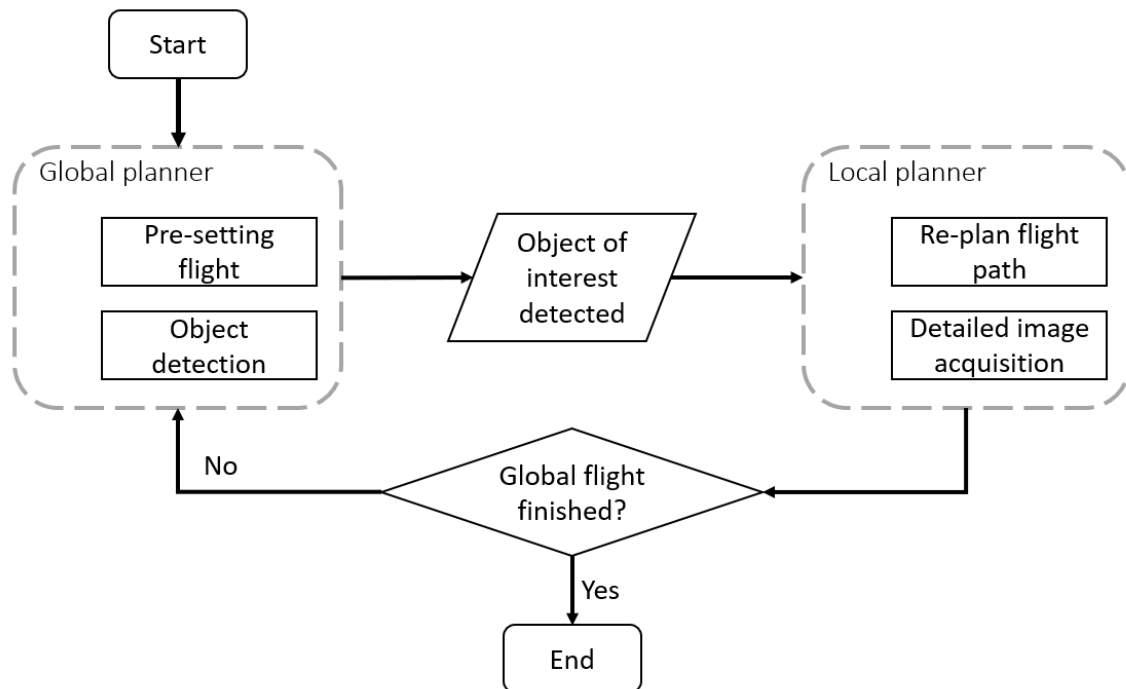 Start
Global planner
Pre-setting
flight
Object
detection
Object of
interest
detected
Local planner
Re-plan flight
path
Detailed image
acquisition
No
Global flight
finished?
Yes
End